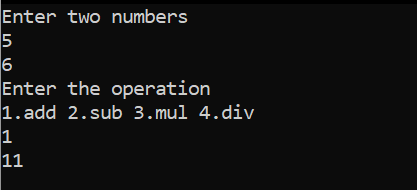 Enter two numbers
5
6
Enter the operation
1.add 2.sub 3.mul 4.div
1
11